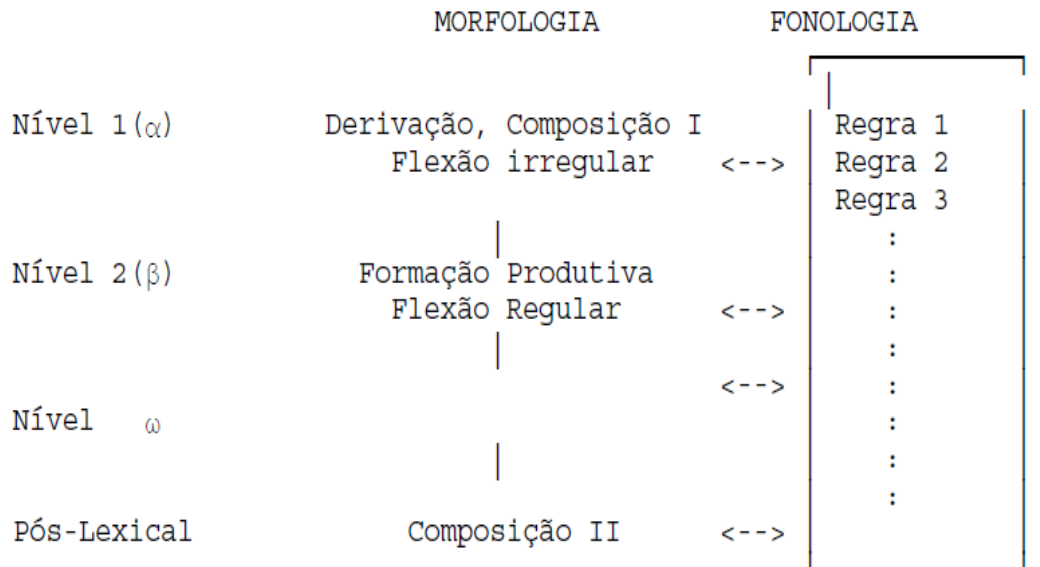 MORFOLOGIA FONOLOGIA
Nível 1(α) Derivação, Composição I Regra 1
Flexão irregular <--> Regra 2
Regra 3
:
Nível 2(β) Formação Produtiva :
Flexão Regular <--> :
:
<--> :
Nível ω :
:
:
Pós-Lexical Composição II <-->